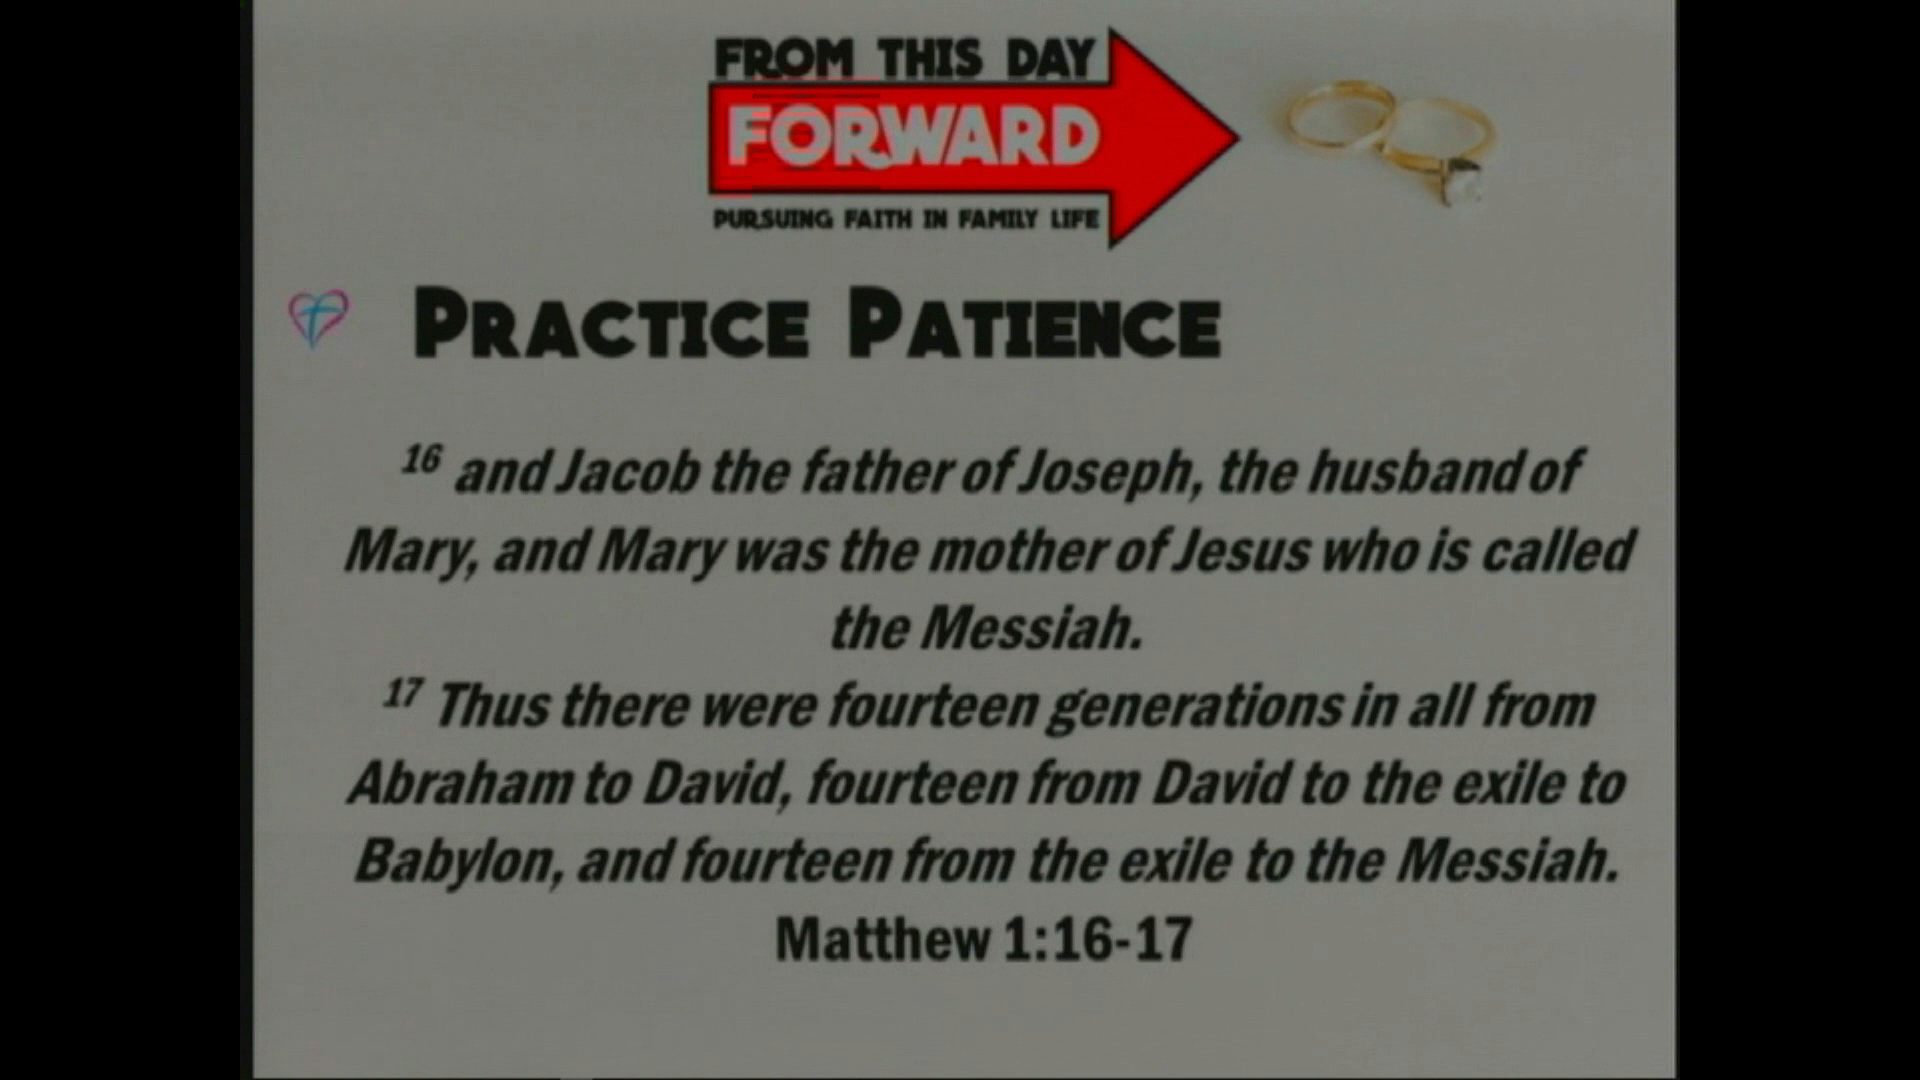 FROM THIS DAY
FORWARD
PURSUING FAITH IN FAMILY LIFE
PRACTICE PATIENCE
16 and Jacob the father of Joseph, the husband of
Mary, and Mary was the mother of Jesus who is called
the Messiah.
17 Thus there were fourteen generations in all from
Abraham to David, fourteen from David to the exile to
Babylon, and fourteen from the exile to the Messiah.
Matthew 1:16-17